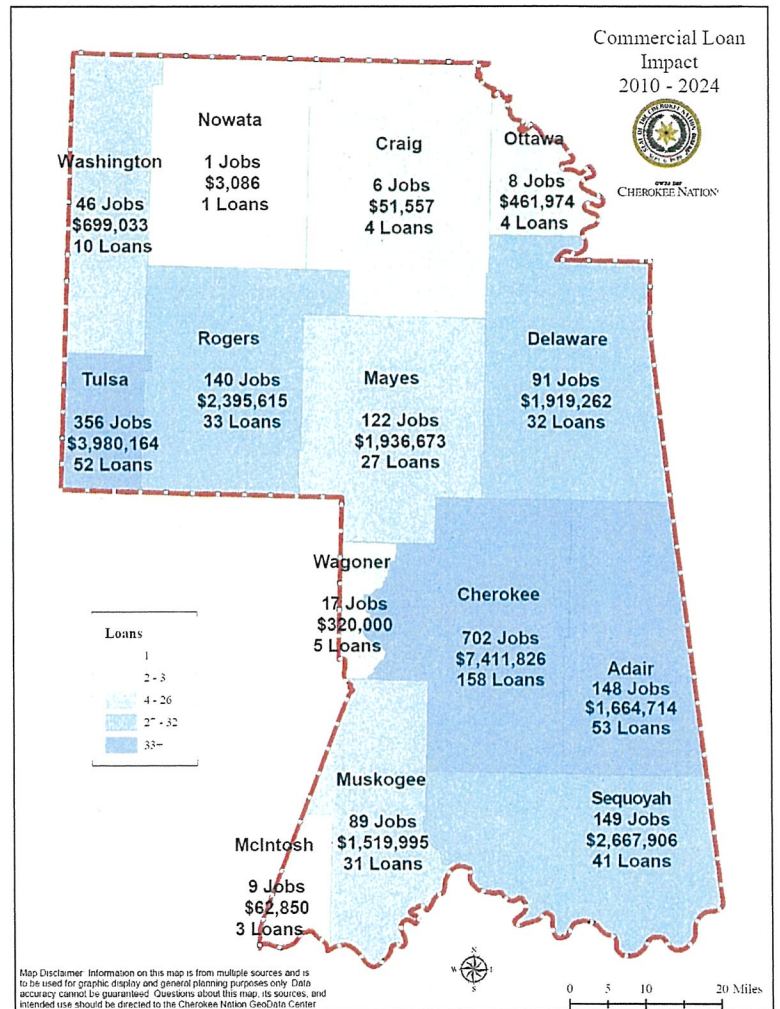 Commercial Loan
Impact
2010 - 2024
CHEROKEE NATION
Nowata
1 Jobs
$3,086
1 Loans
Craig
6 Jobs
$51,557
4 Loans
Ottawa
8 Jobs
$461,974
4 Loans
Washington
46 Jobs
$699,033
10 Loans
Rogers
140 Jobs
$2,395,615
33 Loans
Delaware
91 Jobs
$1,919,262
32 Loans
Tulsa
356 Jobs
$3,980,164
52 Loans
Mayes
122 Jobs
$1,936,673
27 Loans
Wagoner
17 Jobs
$320,000
5 Loans
Cherokee
702 Jobs
$7,411,826
158 Loans
Adair
148 Jobs
$1,664,714
53 Loans
Loans
1
2 - 3
4 - 26
27 - 32
33+
Muskogee
89 Jobs
$1,519,995
31 Loans
Sequoyah
149 Jobs
$2,667,906
41 Loans
McIntosh
9 Jobs
$62,850
3 Loans
N
W
S
Map Disclaimer Information on this map is from multiple sources and is
to be used for graphic display and general planning purposes only Data
accuracy cannot be guaranteed Questions about this map, its sources, and
intended use should be directed to the Cherokee Nation GeoData Center
0 5 10 20 Miles